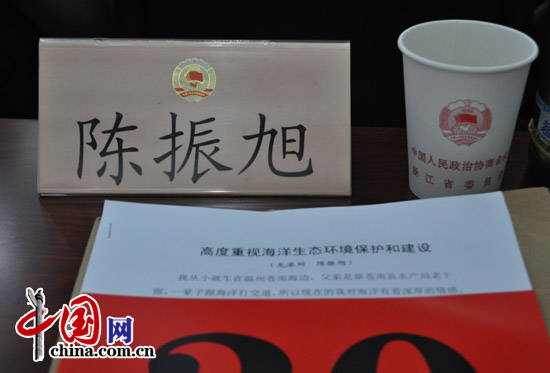 陈振旭
中国人民政治协商会
浙江省委员
高度重视海洋生态环境保护和建设
我从小就生在温州苍南海边，父亲是原苍南县水产局老干
部，一辈子跟海洋打交道，所以现在的我对海洋有着深厚的情感
中国网
china.com.cn